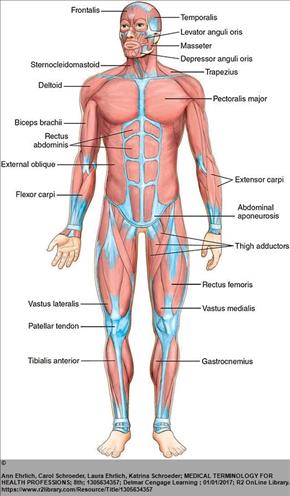 Frontalis
Temporalis
Levator anguli oris
Masseter
Depressor anguli oris
Sternocleidomastoid
Trapezius
Deltoid
Pectoralis major
Biceps brachii
Rectus
abdominis
External oblique
Extensor carpi
Flexor carpi
Abdominal
aponeurosis
Thigh adductors
Rectus femoris
Vastus lateralis
Vastus medialis
Patellar tendon
Tibialis anterior
Gastrocnemius
©
Ann Ehrlich, Carol Schroeder, Laura Ehrlich, Katrina Schroeder; MEDICAL TERMINOLOGY FOR
HEALTH PROFESSIONS; 8th; 1305634357; Delmar Cengage Learning ; 01/01/2017; R2 OnLine Library.
https://www.r2library.com/Resource/Title/1305634357